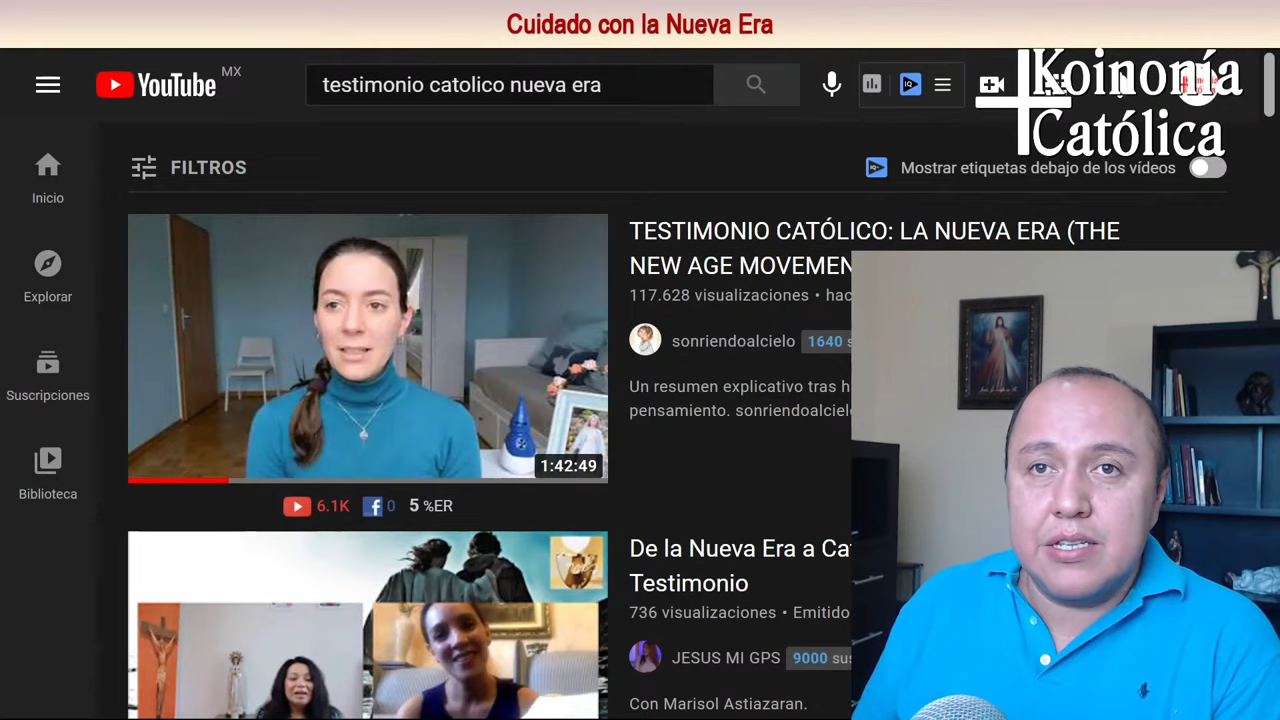 Cuidado con la Nueva Era
YouTube MX
testimonio catolico nueva era
Koinonía
Católica
FILTROS
Mostrar etiquetas debajo de los vídeos
Inicio
Explorar
Suscripciones
Biblioteca
TESTIMONIO CATÓLICO: LA NUEVA ERA (THE
NEW AGE MOVEMEN
117.628 visualizaciones • hac
sonriendoalcielo 1640 s
Un resumen explicativo tras h
pensamiento. sonriendoalciel
1:42:49
6.1K 0 5 %ER
De la Nueva Era a Ca
Testimonio
736 visualizaciones • Emitido
JESUS MI GPS 9000 sus
Con Marisol Astiazaran.